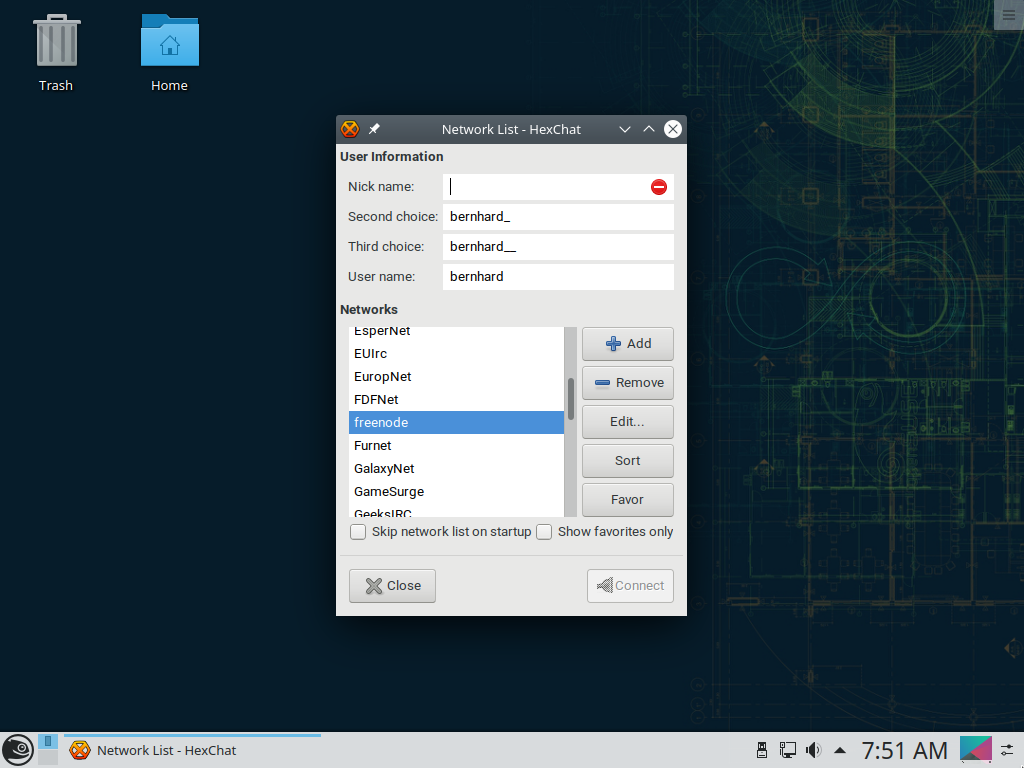 Trash
Home
Network List - HexChat
User Information
Nick name:
Second choice: bernhard_
Third choice: bernhard__
User name: bernhard
Networks
EsperNet
EUIrc
EuropNet
FDFNet
freenode
Furnet
GalaxyNet
GameSurge
GeeksIRC
Add
Remove
Edit...
Sort
Favor
Skip network list on startup
Show favorites only
Close
Connect
Network List - HexChat
7:51 AM